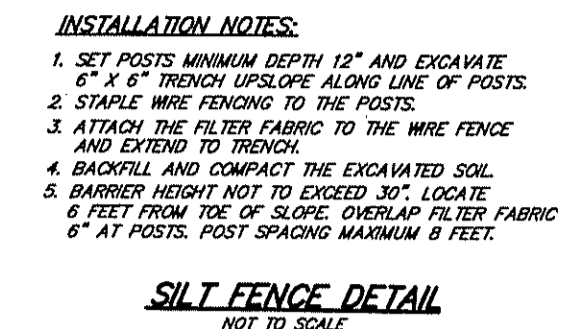 INSTALLATION NOTES:
1. SET POSTS MINIMUM DEPTH 12" AND EXCAVATE
6" X 6" TRENCH UPSLOPE ALONG LINE OF POSTS.
2. STAPLE WIRE FENCING TO THE POSTS.
3. ATTACH THE FILTER FABRIC TO THE WIRE FENCE
AND EXTEND TO TRENCH.
4. BACKFILL AND COMPACT THE EXCAVATED SOIL.
5. BARRIER HEIGHT NOT TO EXCEED 30". LOCATE
6 FEET FROM TOE OF SLOPE. OVERLAP FILTER FABRIC
6" AT POSTS. POST SPACING MAXIMUM 8 FEET.
SILT FENCE DETAIL
NOT TO SCALE